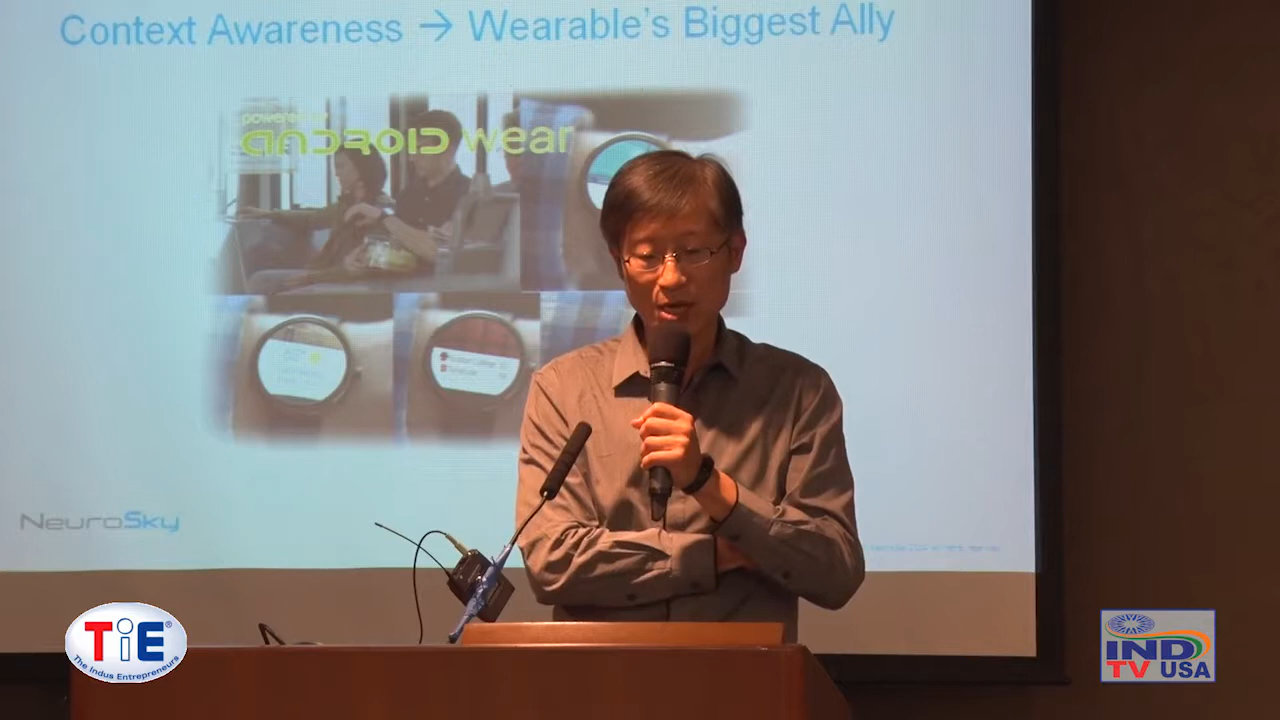 Context Awareness → Wearable's Biggest Ally
powered by
ANDROID wear
NeuroSky
TiE®
The Indus Entrepreneurs
IND
TV USA